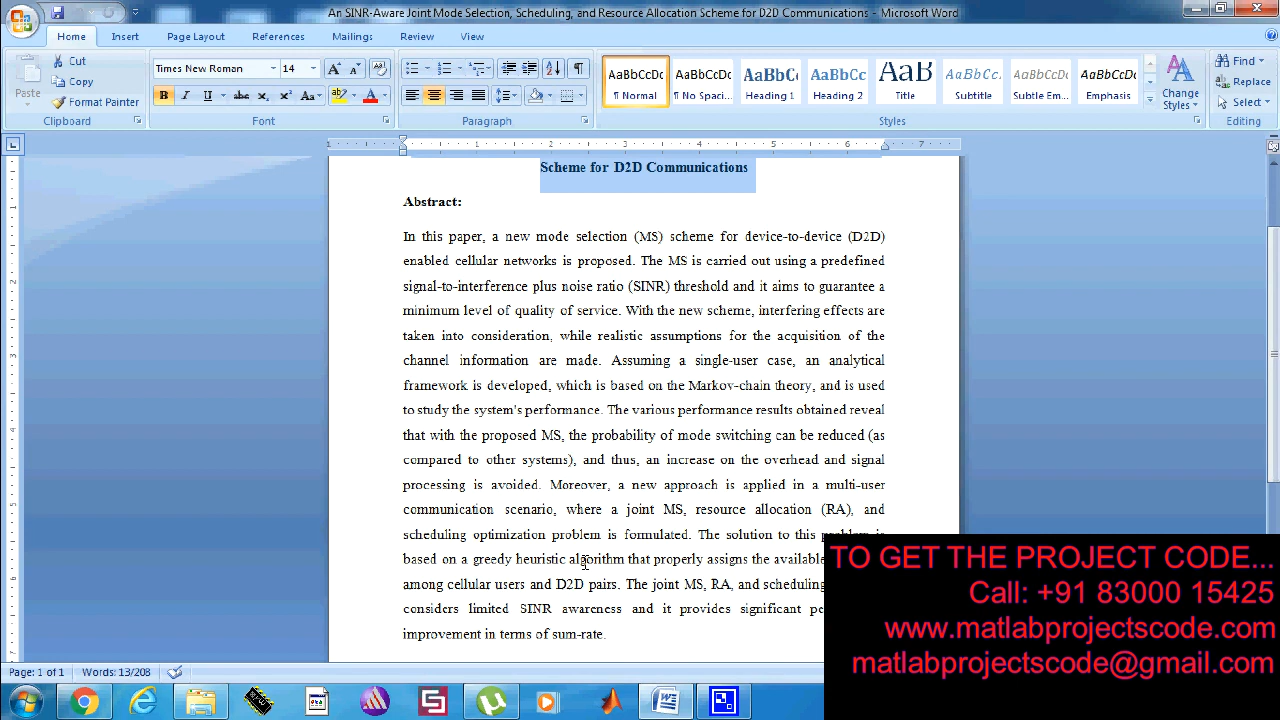 An SINR-Aware Joint Mode Selection, Scheduling, and Resource Allocation Scheme for D2D Communications - Microsoft Word
Home Insert Page Layout References Mailings Review View
Paste
Cut
Copy
Format Painter
Clipboard
Times New Roman 14
Font
Paragraph
AaBbCcDc AaBbCcDc AaBbC AaBbCc AaB AaBbCc. AaBbCcDc AaBbCcDc
¶ Normal ¶ No Spaci... Heading 1 Heading 2 Title Subtitle Subtle Em... Emphasis
Change Styles
Styles
Find
Replace
Select
Editing
1 1 2 3 4 5 6 7
Scheme for D2D Communications
Abstract:
In this paper, a new mode selection (MS) scheme for device-to-device (D2D)
enabled cellular networks is proposed. The MS is carried out using a predefined
signal-to-interference plus noise ratio (SINR) threshold and it aims to guarantee a
minimum level of quality of service. With the new scheme, interfering effects are
taken into consideration, while realistic assumptions for the acquisition of the
channel information are made. Assuming a single-user case, an analytical
framework is developed, which is based on the Markov-chain theory, and is used
to study the system's performance. The various performance results obtained reveal
that with the proposed MS, the probability of mode switching can be reduced (as
compared to other systems), and thus, an increase on the overhead and signal
processing is avoided. Moreover, a new approach is applied in a multi-user
communication scenario, where a joint MS, resource allocation (RA), and
scheduling optimization problem is formulated. The solution to this problem is
based on a greedy heuristic algorithm that properly assigns the available
among cellular users and D2D pairs. The joint MS, RA, and scheduling
considers limited SINR awareness and it provides significant pe
improvement in terms of sum-rate.
TO GET THE PROJECT CODE...
Call: +91 83000 15425
www.matlabprojectscode.com
matlabprojectscode@gmail.com
Page: 1 of 1 Words: 13/208